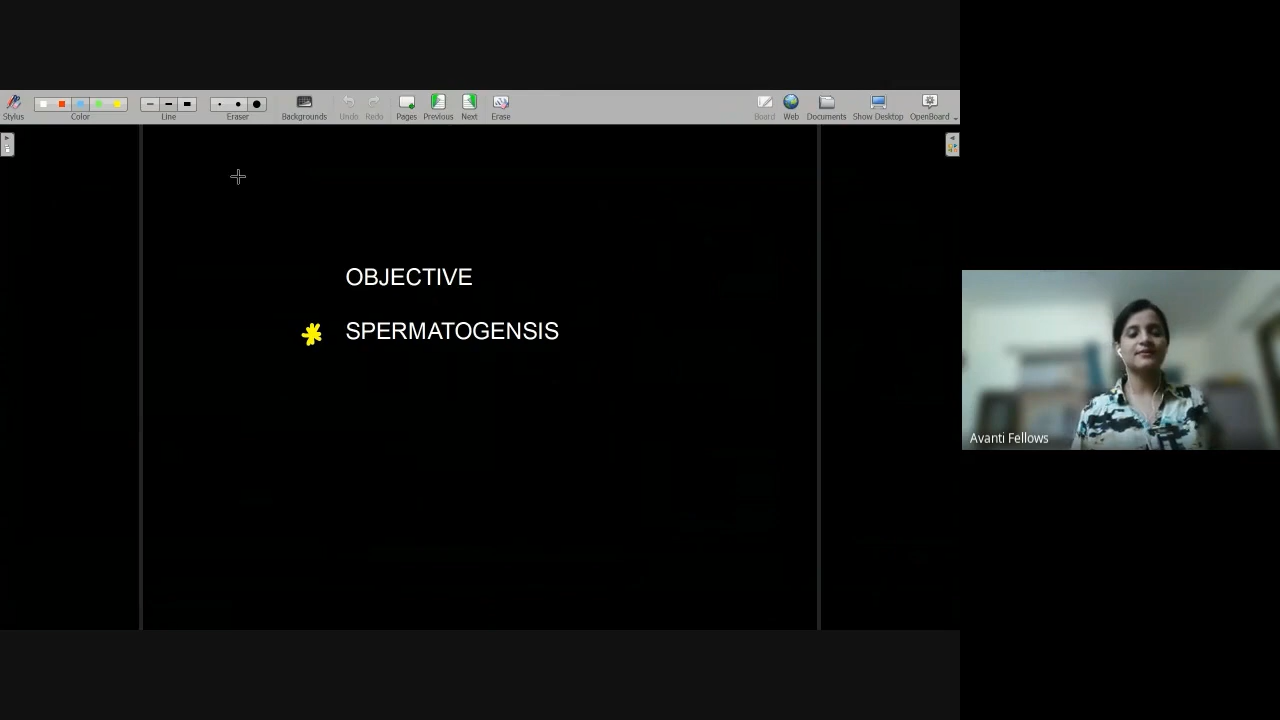 Stylus Color Line Eraser Backgrounds Undo Redo Pages Previous Next Erase Board Web Documents Show Desktop OpenBoard
OBJECTIVE
SPERMATOGENSIS
Avanti Fellows